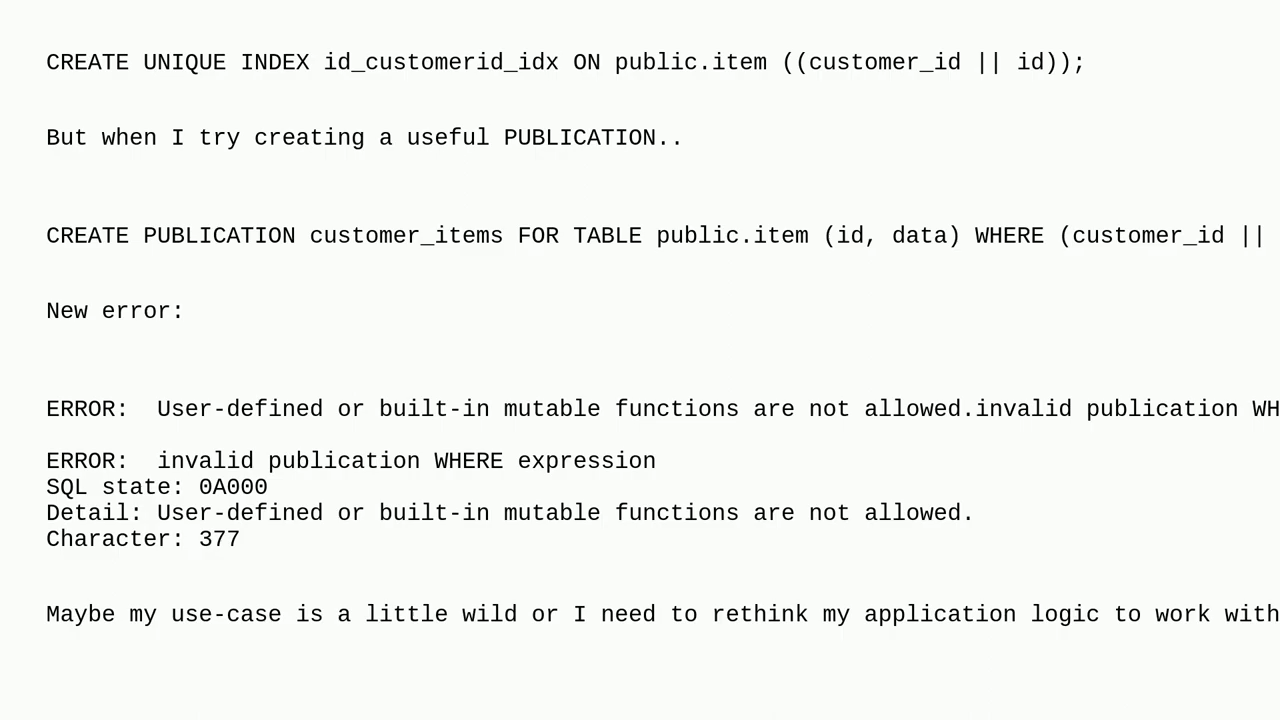 CREATE UNIQUE INDEX id_customerid_idx ON public.item ((customer_id || id));
But when I try creating a useful PUBLICATION..
CREATE PUBLICATION customer_items FOR TABLE public.item (id, data) WHERE (customer_id ||
New error:
ERROR:  User-defined or built-in mutable functions are not allowed.invalid publication WH
ERROR:  invalid publication WHERE expression
SQL state: 0A000
Detail: User-defined or built-in mutable functions are not allowed.
Character: 377
Maybe my use-case is a little wild or I need to rethink my application logic to work with